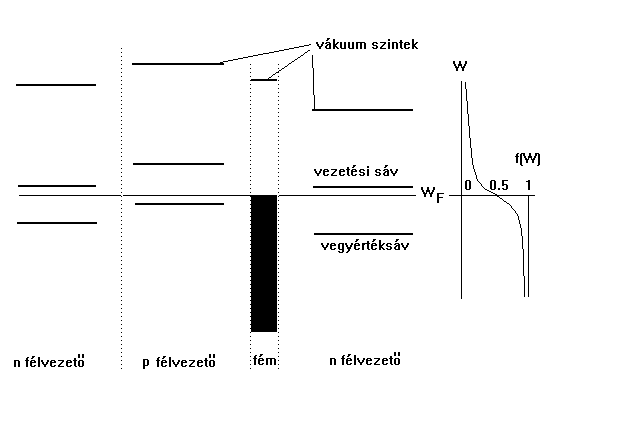 vákuum szintek
W
f(W)
vezetési sáv
W F
0 0.5 1
vegyértéksáv
n félvezető
p félvezető
fém
n félvezető